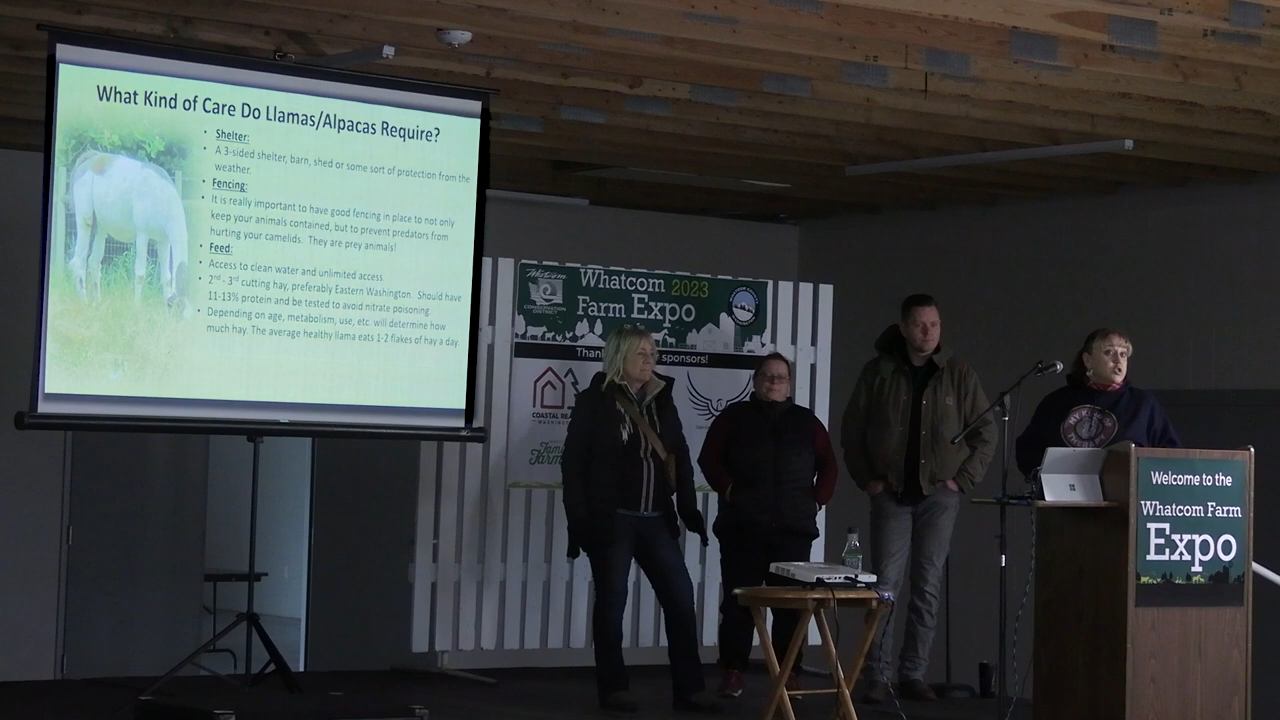 What Kind of Care Do Llamas/Alpacas Require?
• Shelter:
• A 3-sided shelter, barn, shed or some sort of protection from the
weather.
• Fencing:
• It is really important to have good fencing in place to not only
keep your animals contained, but to prevent predators from
hurting your camelids. They are prey animals!
Feed:
• Access to clean water and unlimited access.
• 2nd - 3rd cutting hay, preferably Eastern Washington. Should have
11-13% protein and be tested to avoid nitrate poisoning.
• Depending on age, metabolism, use, etc. will determine how
much hay. The average healthy llama eats 1-2 flakes of hay a day.
Whatcom
CONSERVATION
DISTRICT
Whatcom 2023
Farm Expo
sponsors!
COASTAL
Farm
Welcome to the
Whatcom Farm
Expo